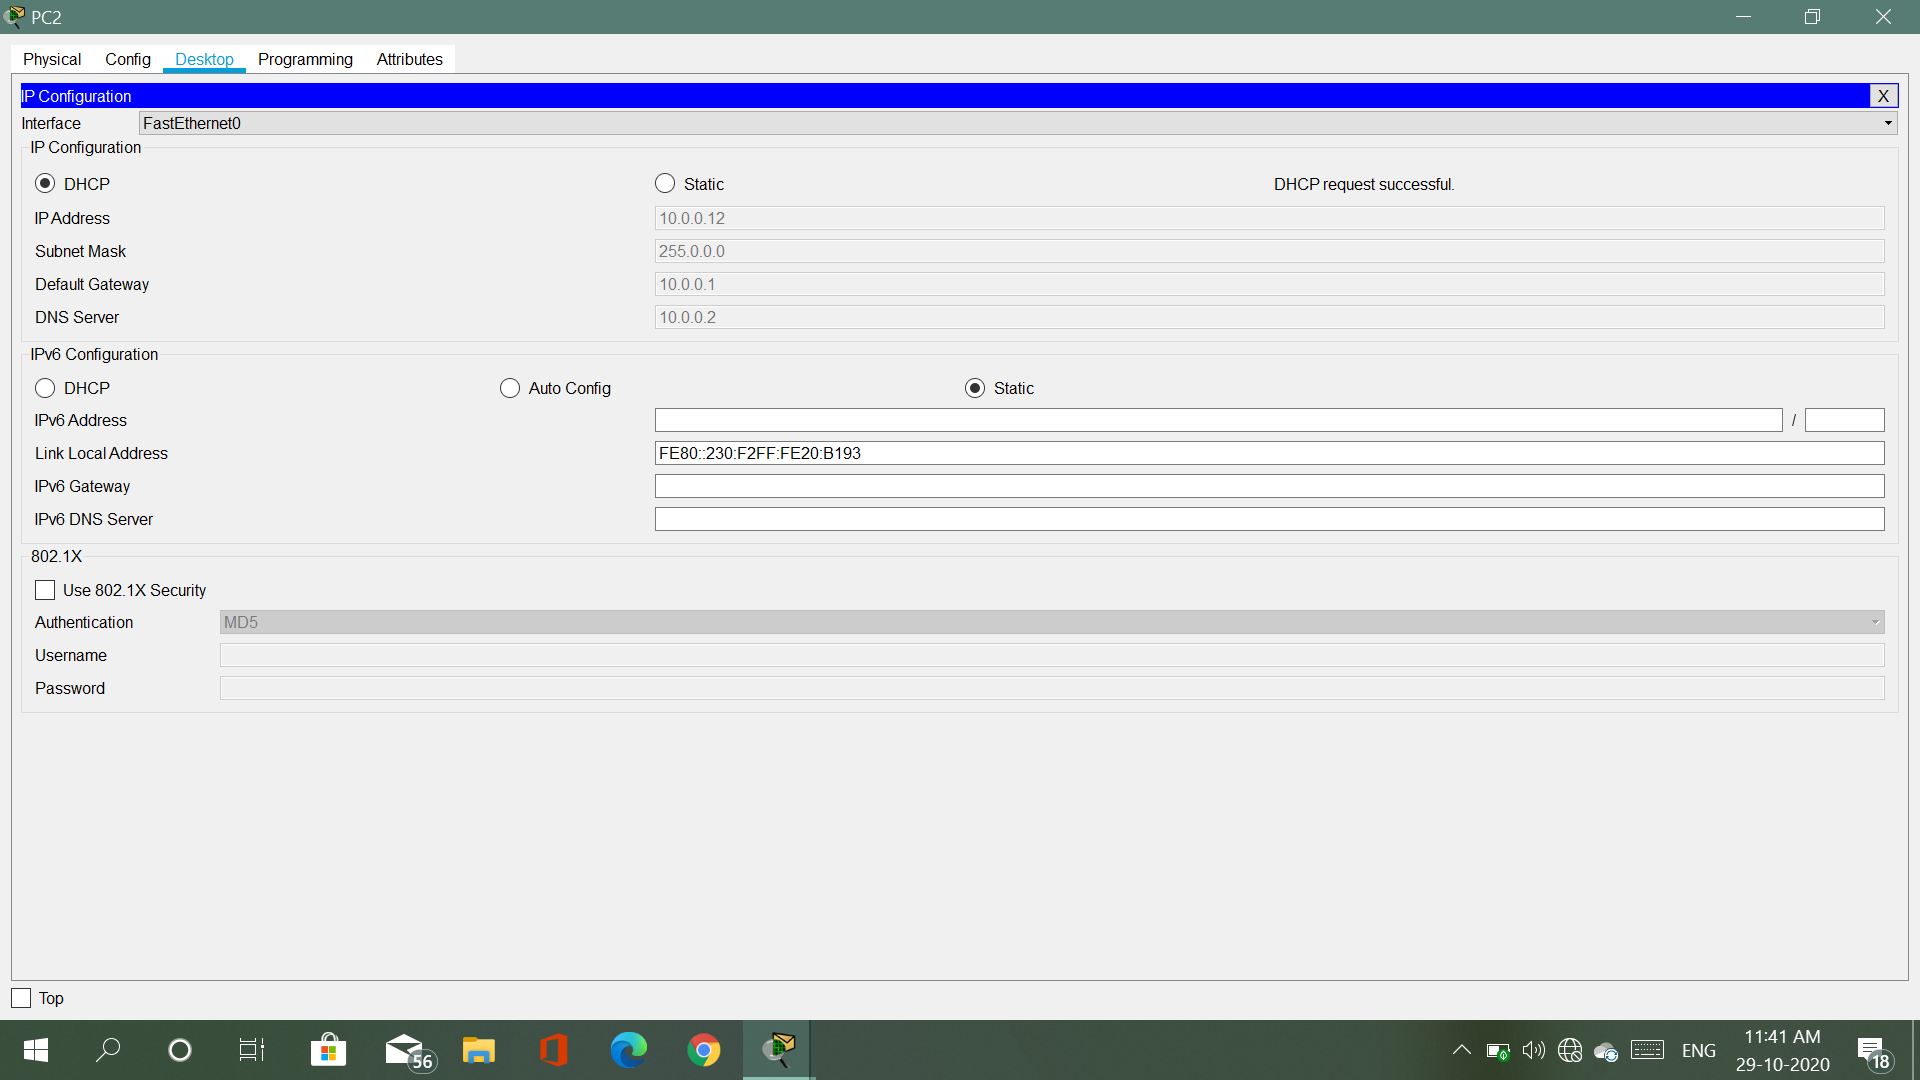 PC2
Physical Config Desktop Programming Attributes
IP Configuration X
Interface FastEthernet0
IP Configuration
DHCP Static DHCP request successful.
IP Address 10.0.0.12
Subnet Mask 255.0.0.0
Default Gateway 10.0.0.1
DNS Server 10.0.0.2
IPv6 Configuration
DHCP Auto Config Static
IPv6 Address /
Link Local Address FE80::230:F2FF:FE20:B193
IPv6 Gateway
IPv6 DNS Server
802.1X
Use 802.1X Security
Authentication MD5
Username
Password
Top
56 ENG 11:41 AM 18
29-10-2020